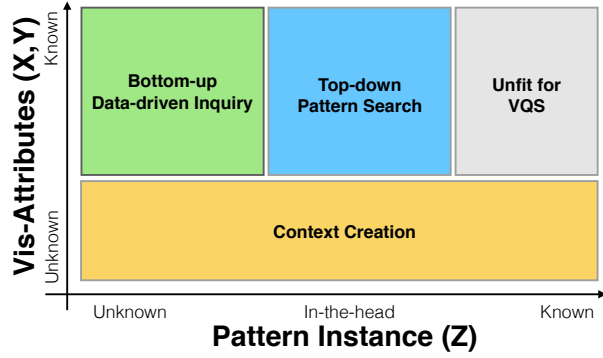 Vis-Attributes (X,Y)
Known
Unknown
Bottom-up
Data-driven Inquiry
Top-down
Pattern Search
Unfit for
VQS
Context Creation
Unknown
In-the-head
Known
Pattern Instance (Z)